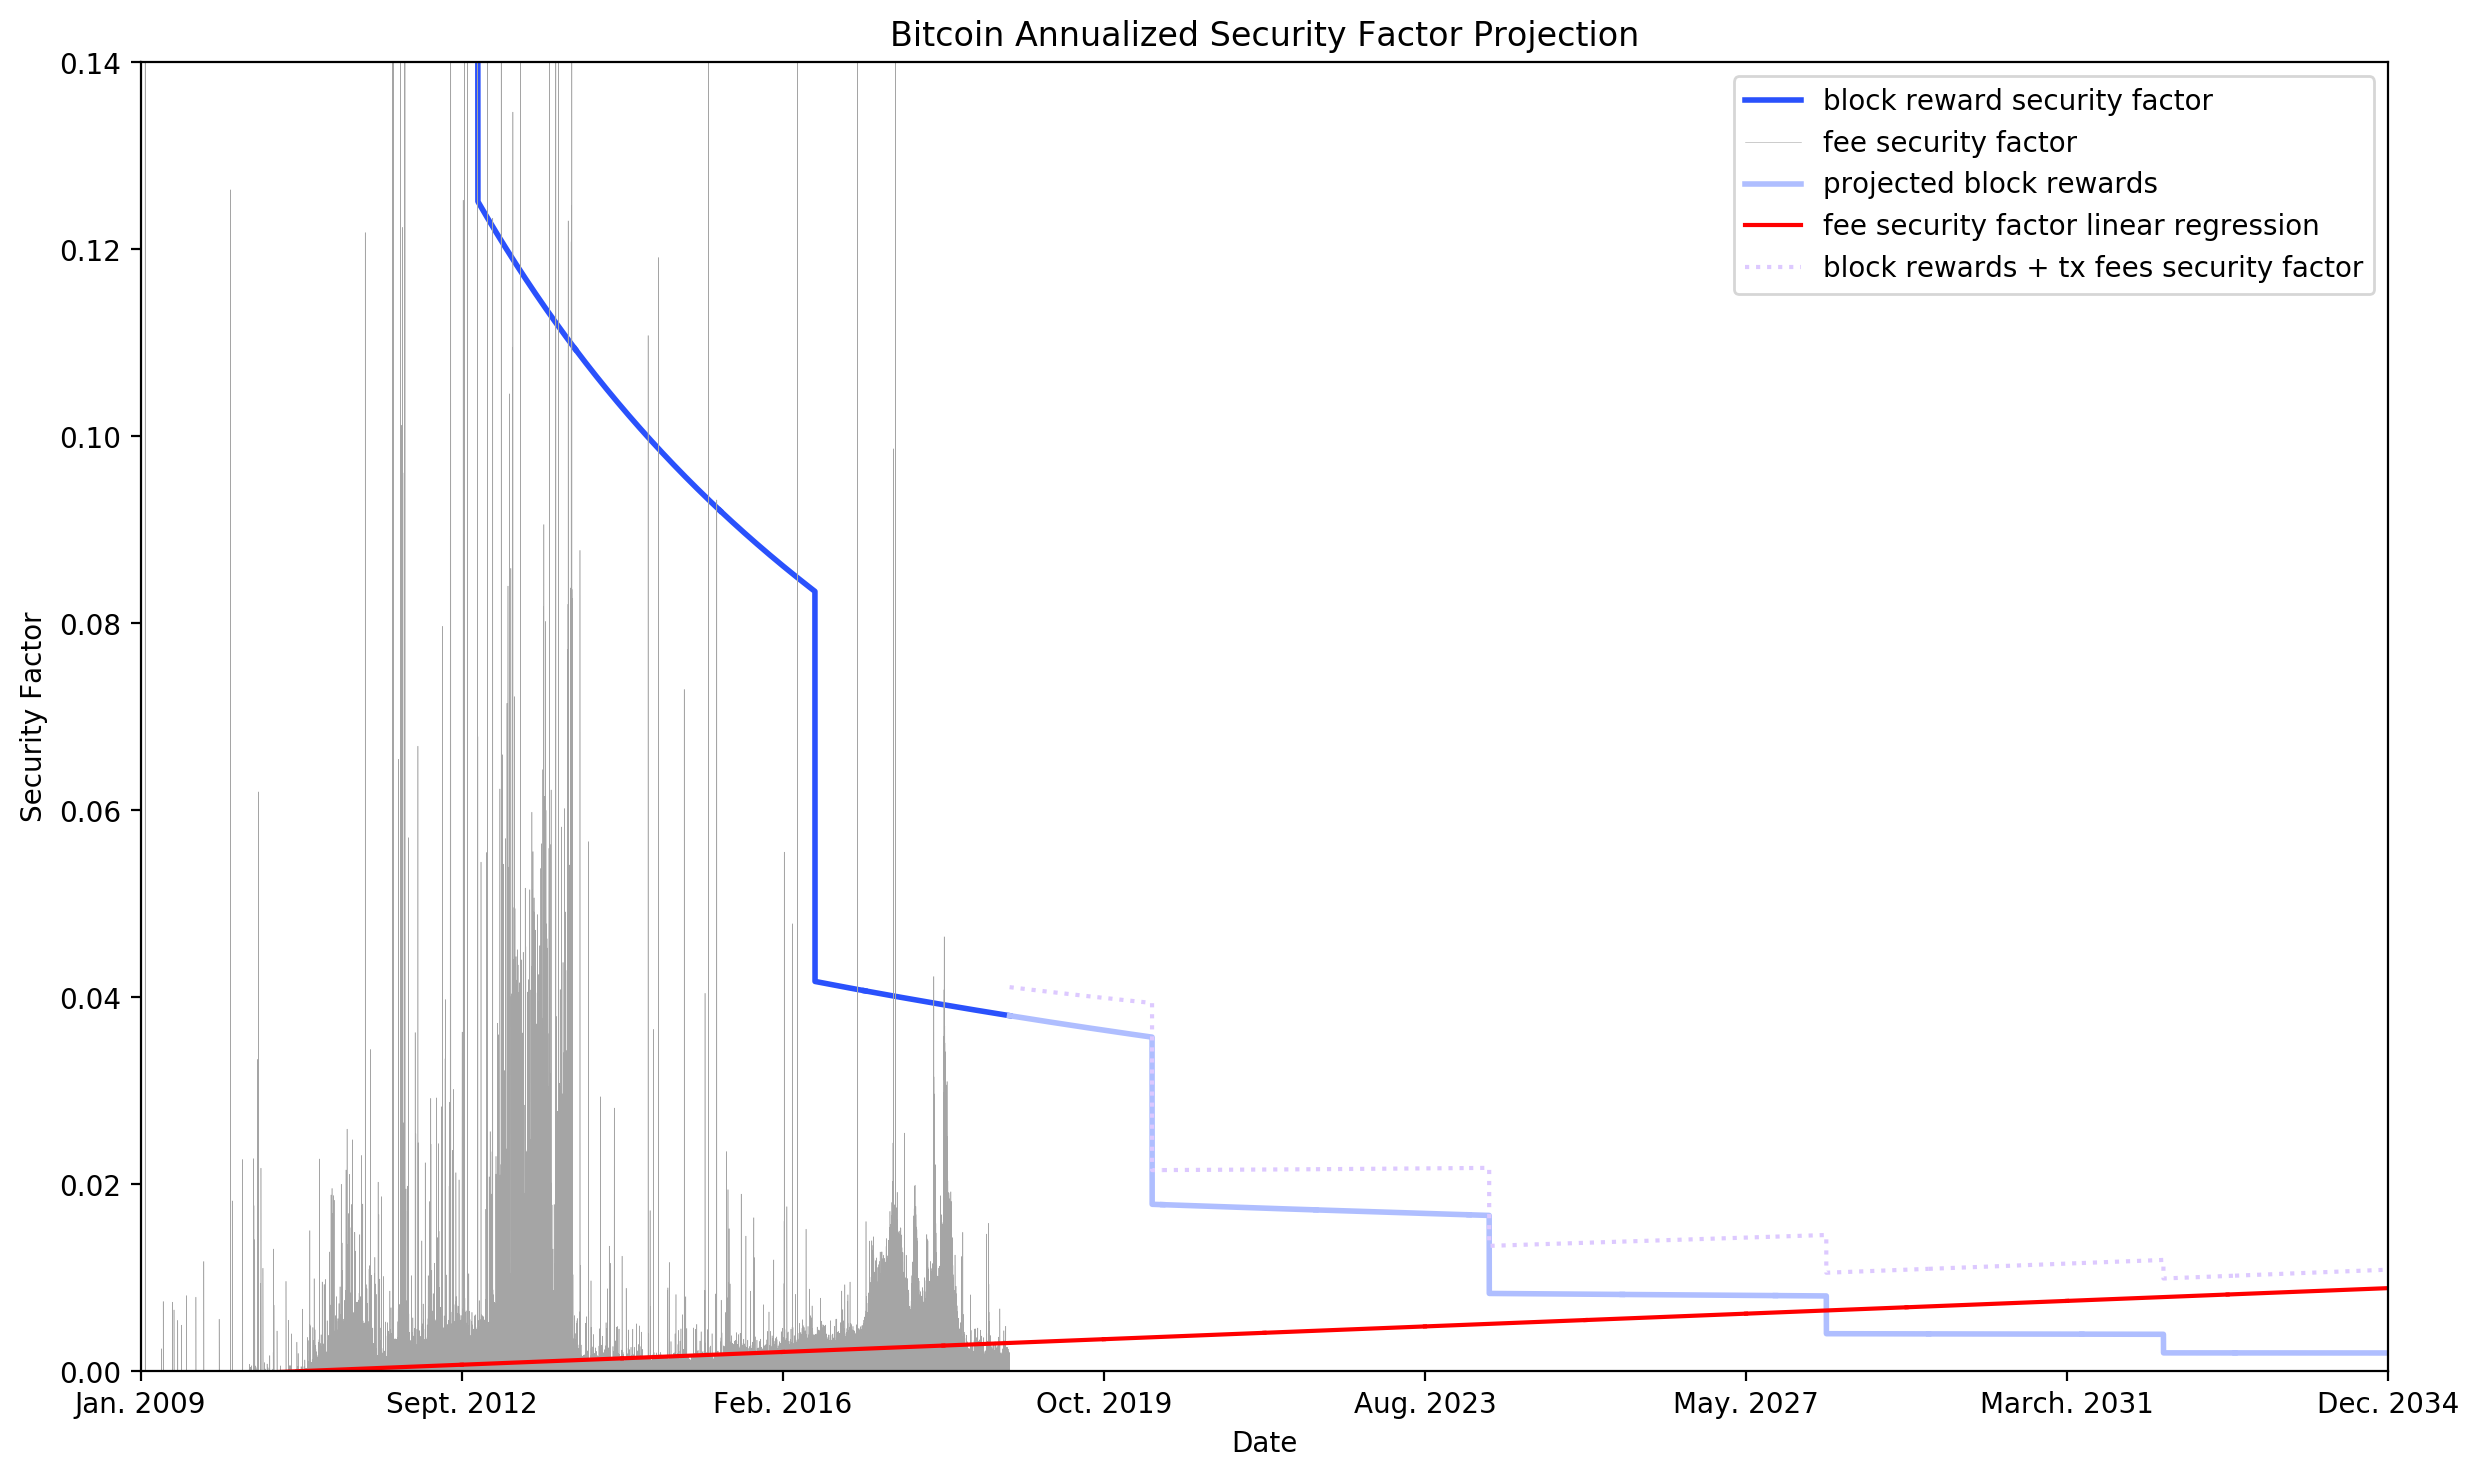 Bitcoin Annualized Security Factor Projection
block reward security factor
fee security factor
projected block rewards
fee security factor linear regression
block rewards + tx fees security factor
Security Factor
0.14
0.12
0.10
0.08
0.06
0.04
0.02
0.00
Jan. 2009 Sept. 2012 Feb. 2016 Oct. 2019 Aug. 2023 May. 2027 March. 2031 Dec. 2034
Date